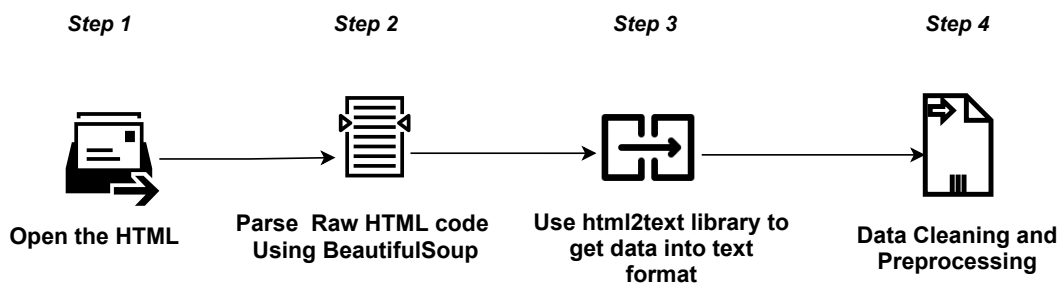 Step 1
Step 2
Step 3
Step 4
Open the HTML
Parse Raw HTML code
Using BeautifulSoup
Use html2text library to
get data into text
format
Data Cleaning and
Preprocessing